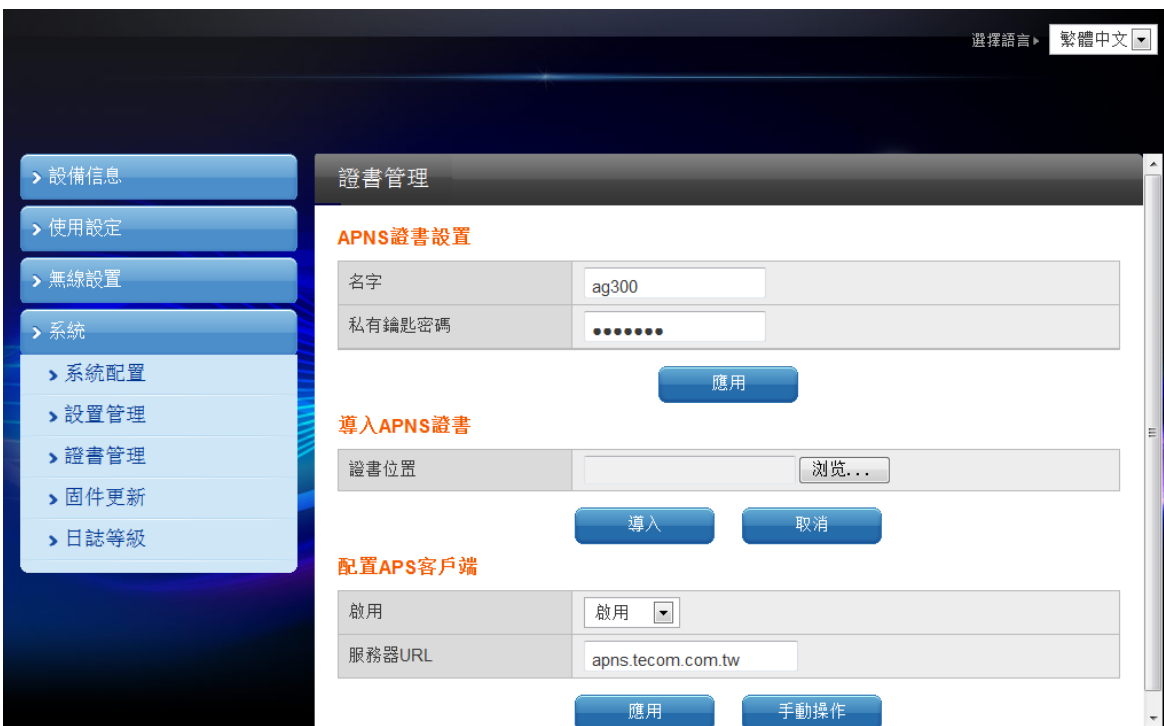 選擇語言
繁體中文
設備信息
使用設定
無線設置
系統
系統配置
設置管理
證書管理
固件更新
日誌等級
證書管理
APNS證書設置
名字 ag300
私有鑰匙密碼 •••••••
應用
導入APNS證書
證書位置 浏览...
導入 取消
配置APS客戶端
啟用 啟用
服務器URL apns.tecom.com.tw
應用 手動操作